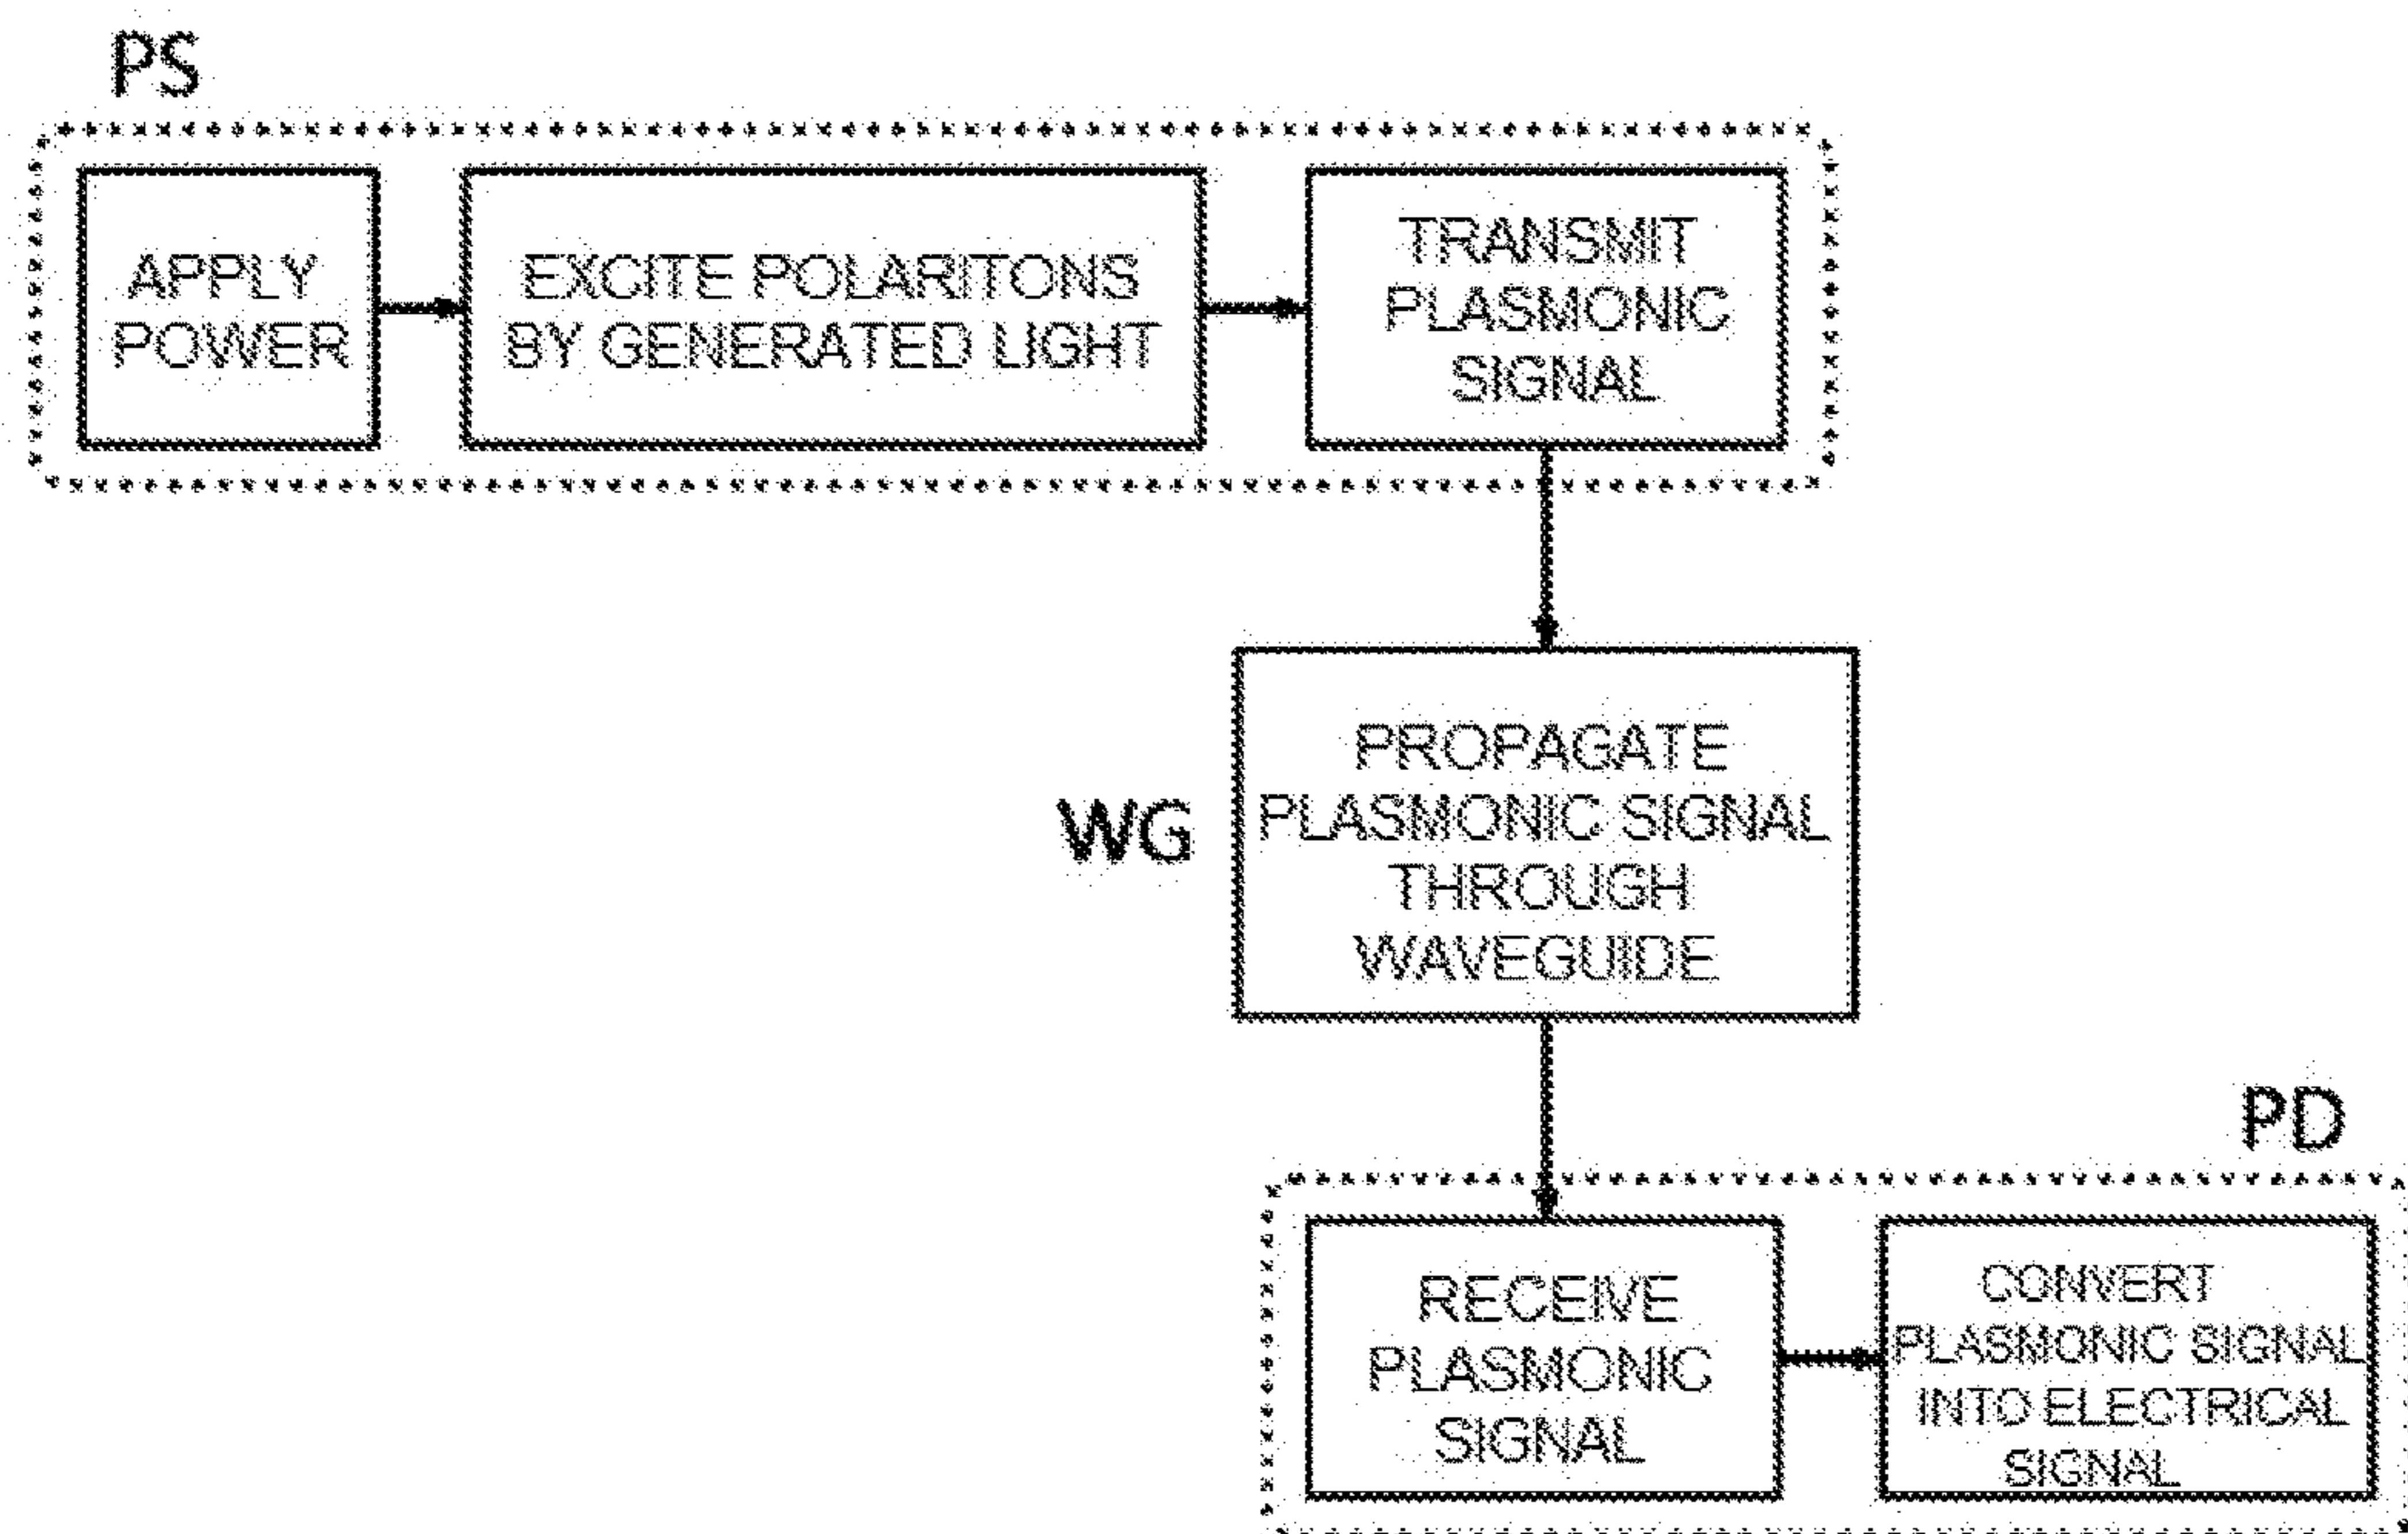 PS
APPLY
POWER
EXCITE POLARITONS
BY GENERATED LIGHT
TRANSMIT
PLASMONIC
SIGNAL
WG
PROPAGATE
PLASMONIC SIGNAL
THROUGH
WAVEGUIDE
PD
RECEIVE
PLASMONIC
SIGNAL
CONVERT
PLASMONIC SIGNAL
INTO ELECTRICAL
SIGNAL